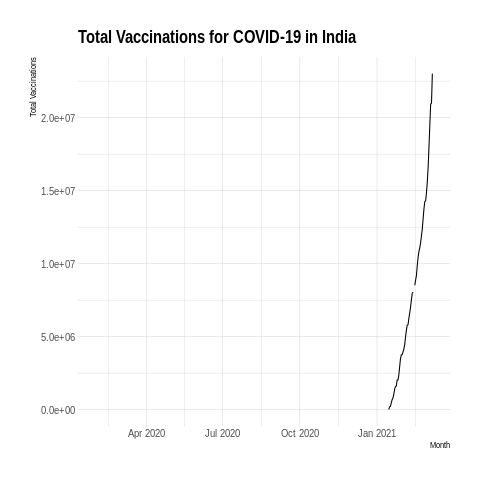 Total Vaccinations for COVID-19 in India
Total Vaccinations
2.0e+07
1.5e+07
1.0e+07
5.0e+06
0.0e+00
Apr 2020 Jul 2020 Oct 2020 Jan 2021
Month